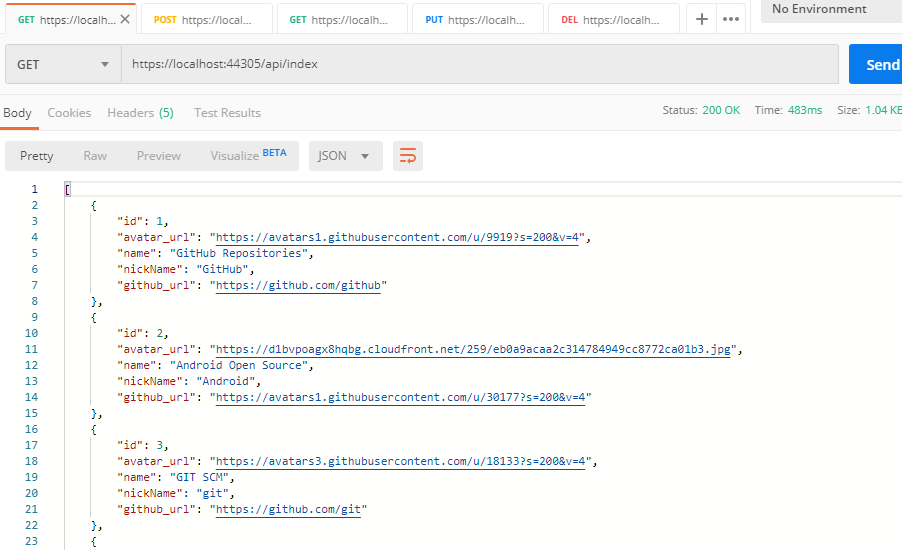 GET https://localh... POST https://local... GET https://localh... PUT https://localh... DEL https://localh... No Environment
GET https://localhost:44305/api/index Send
Body Cookies Headers (5) Test Results Status: 200 OK Time: 483ms Size: 1.04 KB
Pretty Raw Preview Visualize BETA JSON
1 [
2 {
3 "id": 1,
4 "avatar_url": "https://avatars1.githubusercontent.com/u/9919?s=200&v=4",
5 "name": "GitHub Repositories",
6 "nickName": "GitHub",
7 "github_url": "https://github.com/github"
8 },
9 {
10 "id": 2,
11 "avatar_url": "https://d1bvpoagx8hqbg.cloudfront.net/259/eb0a9acaa2c314784949cc8772ca01b3.jpg",
12 "name": "Android Open Source",
13 "nickName": "Android",
14 "github_url": "https://avatars1.githubusercontent.com/u/30177?s=200&v=4"
15 },
16 {
17 "id": 3,
18 "avatar_url": "https://avatars3.githubusercontent.com/u/18133?s=200&v=4",
19 "name": "GIT SCM",
20 "nickName": "git",
21 "github_url": "https://github.com/git"
22 },
23 {